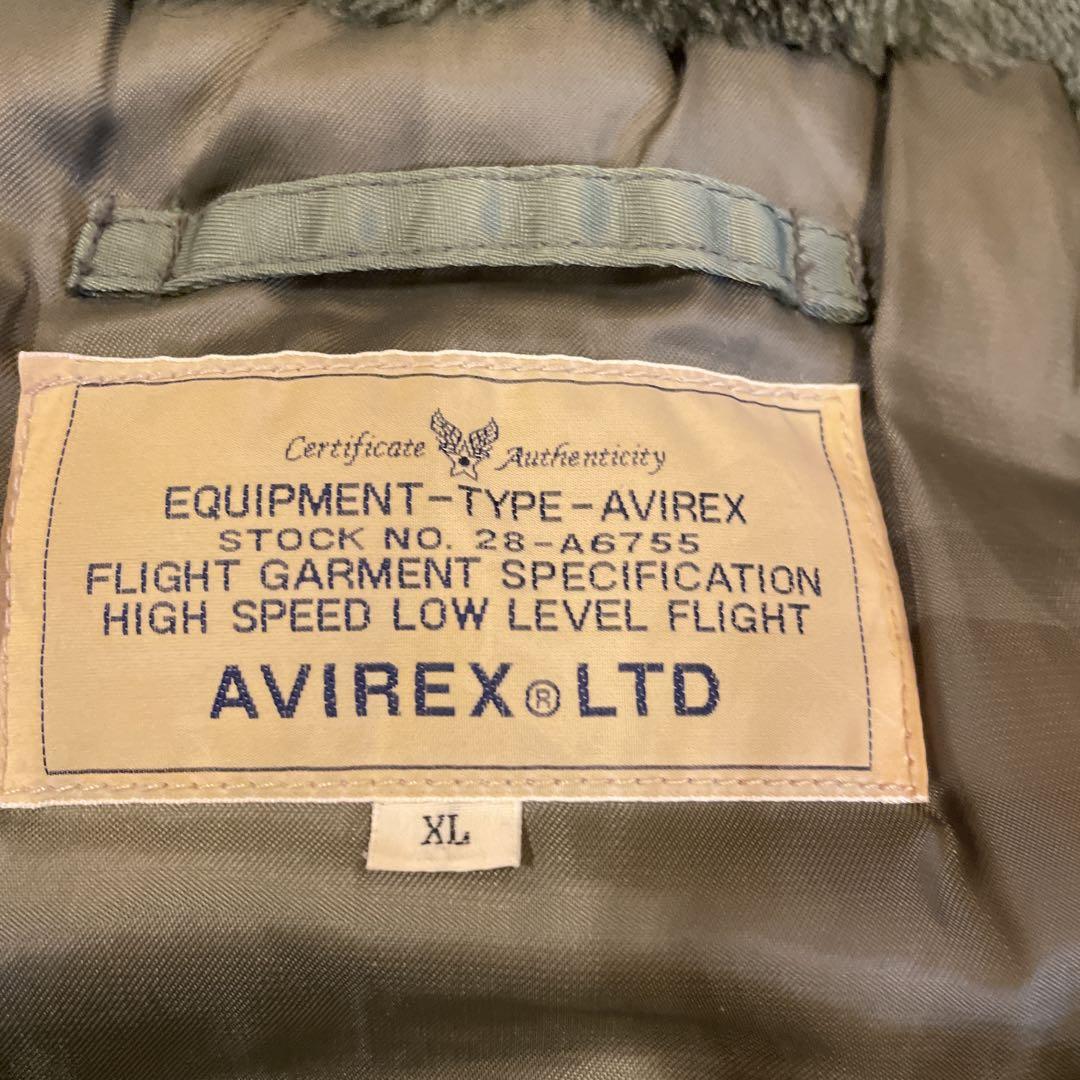 Certificate Authenticity
EQUIPMENT-TYPE-AVIREX
STOCK NO. 28-A6755
FLIGHT GARMENT SPECIFICATION
HIGH SPEED LOW LEVEL FLIGHT
AVIREX® LTD
XL